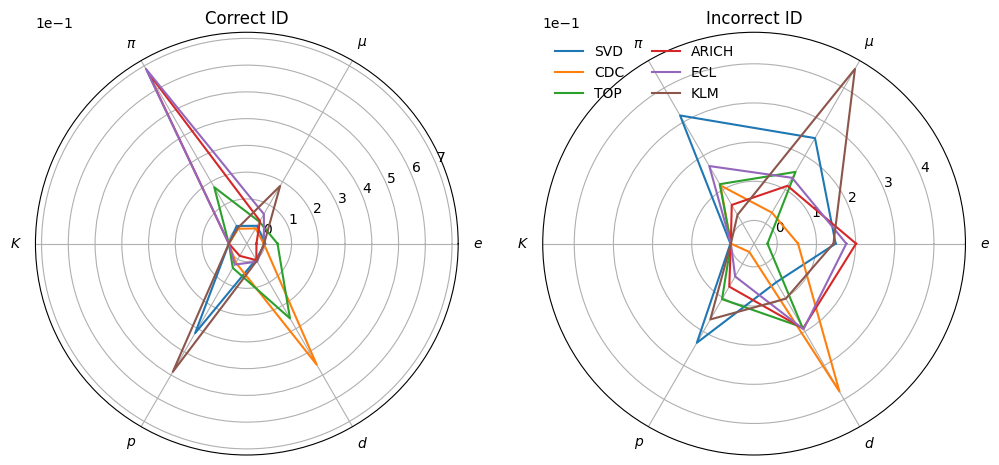 Correct ID
1e−1
π
μ
K
e
p
d
0
1
2
3
4
5
6
7
Incorrect ID
1e−1
π
μ
K
e
p
d
0
1
2
3
4
SVD
CDC
TOP
ARICH
ECL
KLM